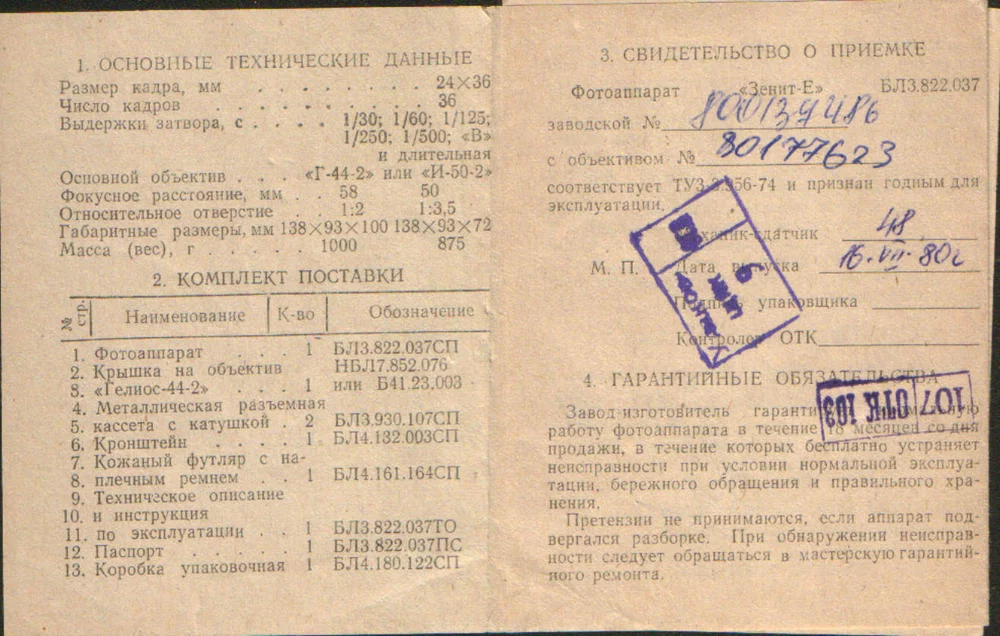 1. ОСНОВНЫЕ ТЕХНИЧЕСКИЕ ДАННЫЕ
Размер кадра, мм . . . . . . . . 24×36
Число кадров . . . . . . . . 36
Выдержки затвора, с . . . . 1/30; 1/60; 1/125;
1/250; 1/500; «В»
и длительная
Основной объектив . . . «Г-44-2» или «И-50-2»
Фокусное расстояние, мм . . 58 50
Относительное отверстие . 1:2 1:3,5
Габаритные размеры, мм 138×93×100 138×93×72
Масса (вес), г . . . . . 1000 875
2. КОМПЛЕКТ ПОСТАВКИ
№ стр. Наименование К-во Обозначение
1. Фотоаппарат . . . 1 БЛ3.822.037СП
2. Крышка на объектив НБЛ7.852.076
3. «Гелиос-44-2» . . . 1 или Б41.23.003
4. Металлическая разъемная
5. кассета с катушкой . 2 БЛ3.930.107СП
6. Кронштейн . . . . 1 БЛ4.132.003СП
7. Кожаный футляр с на-
8. плечным ремнем . . 1 БЛ4.161.164СП
9. Техническое описание
10. и инструкция
11. по эксплуатации . . 1 БЛ3.822.037ТО
12. Паспорт . . . . 1 БЛ3.822.037ПС
13. Коробка упаковочная 1 БЛ4.180.122СП
3. СВИДЕТЕЛЬСТВО О ПРИЕМКЕ
Фотоаппарат «Зенит-Е» БЛ3.822.037
заводской №
с объективом № 80177623
соответствует и признан годным для
эксплуатации.
48
М. П. Дата выпуска 16.VII.80г
Подпись упаковщика
Контролер ОТК
4. ГАРАНТИЙНЫЕ ОБЯЗАТЕЛЬСТВА
107 ОТК 103
Завод-изготовитель
работу фотоаппарата в течение 18 месяцев со дня
продажи, в течение которых бесплатно устраняет
неисправности при условии нормальной эксплуа-
тации, бережного обращения и правильного хра-
нения.
Претензии не принимаются, если аппарат под-
вергался разборке. При обнаружении неисправ-
ности следует обращаться в мастерскую гарантий-
ного ремонта.